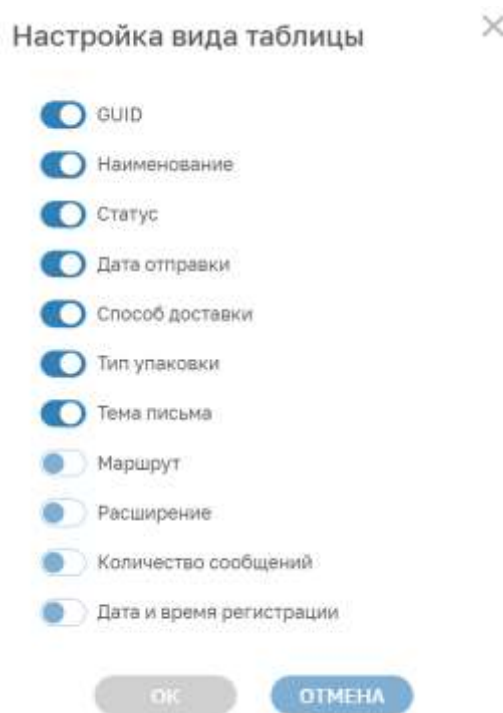 Настройка вида таблицы
GUID
Наименование
Статус
Дата отправки
Способ доставки
Тип упаковки
Тема письма
Маршрут
Расширение
Количество сообщений
Дата и время регистрации
ОК
ОТМЕНА